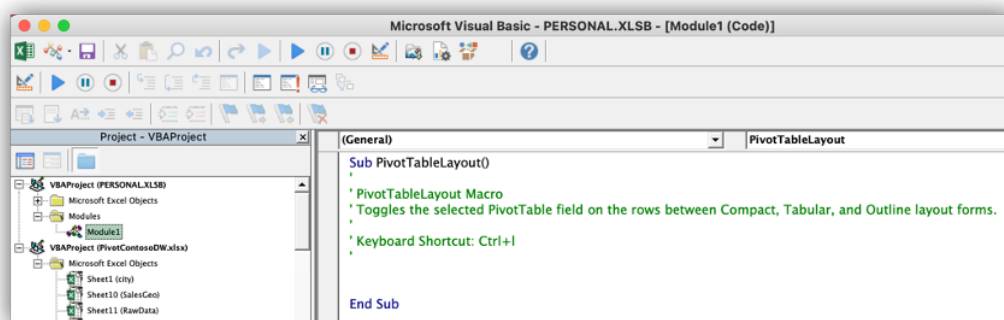 Microsoft Visual Basic - PERSONAL.XLSB - [Module1 (Code)]
Project - VBAProject
VBAProject (PERSONAL.XLSB)
Microsoft Excel Objects
Modules
Module1
VBAProject (PivotContosoDW.xlsx)
Microsoft Excel Objects
Sheet1 (city)
Sheet10 (SalesGeo)
Sheet11 (RawData)
(General)
PivotTableLayout
Sub PivotTableLayout()
'
' PivotTableLayout Macro
' Toggles the selected PivotTable field on the rows between Compact, Tabular, and Outline layout forms.
'
' Keyboard Shortcut: Ctrl+l
'
End Sub